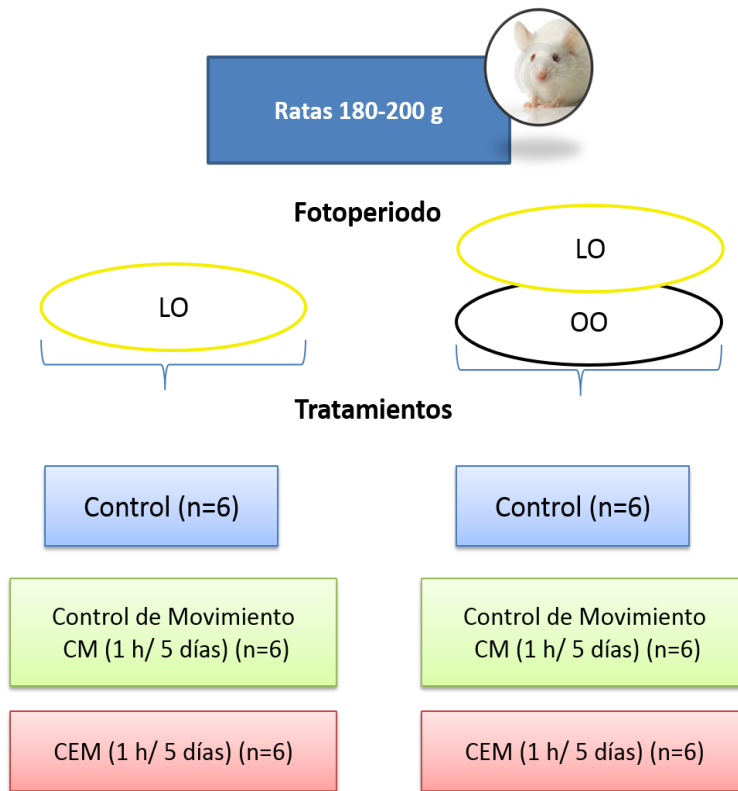 Ratas 180-200 g
Fotoperiodo
LO
LO
OO
Tratamientos
Control (n=6)
Control (n=6)
Control de Movimiento
CM (1 h/ 5 días) (n=6)
Control de Movimiento
CM (1 h/ 5 días) (n=6)
CEM (1 h/ 5 días) (n=6)
CEM (1 h/ 5 días) (n=6)